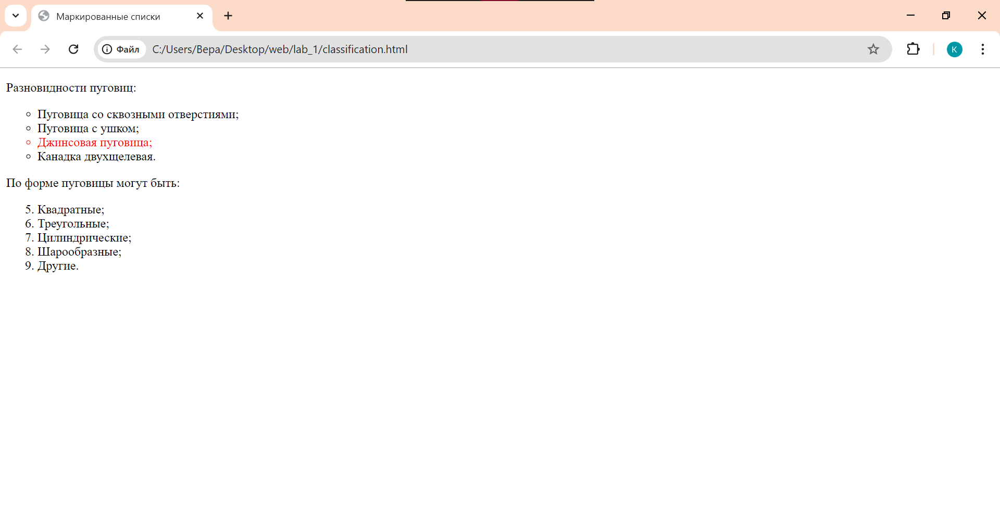 Маркированные списки
Файл C:/Users/Вера/Desktop/web/lab_1/classification.html
К
Разновидности пуговиц:
Пуговица со сквозными отверстиями;
Пуговица с ушком;
Джинсовая пуговица;
Канадка двухщелевая.
По форме пуговицы могут быть:
5. Квадратные;
6. Треугольные;
7. Цилиндрические;
8. Шарообразные;
9. Другие.